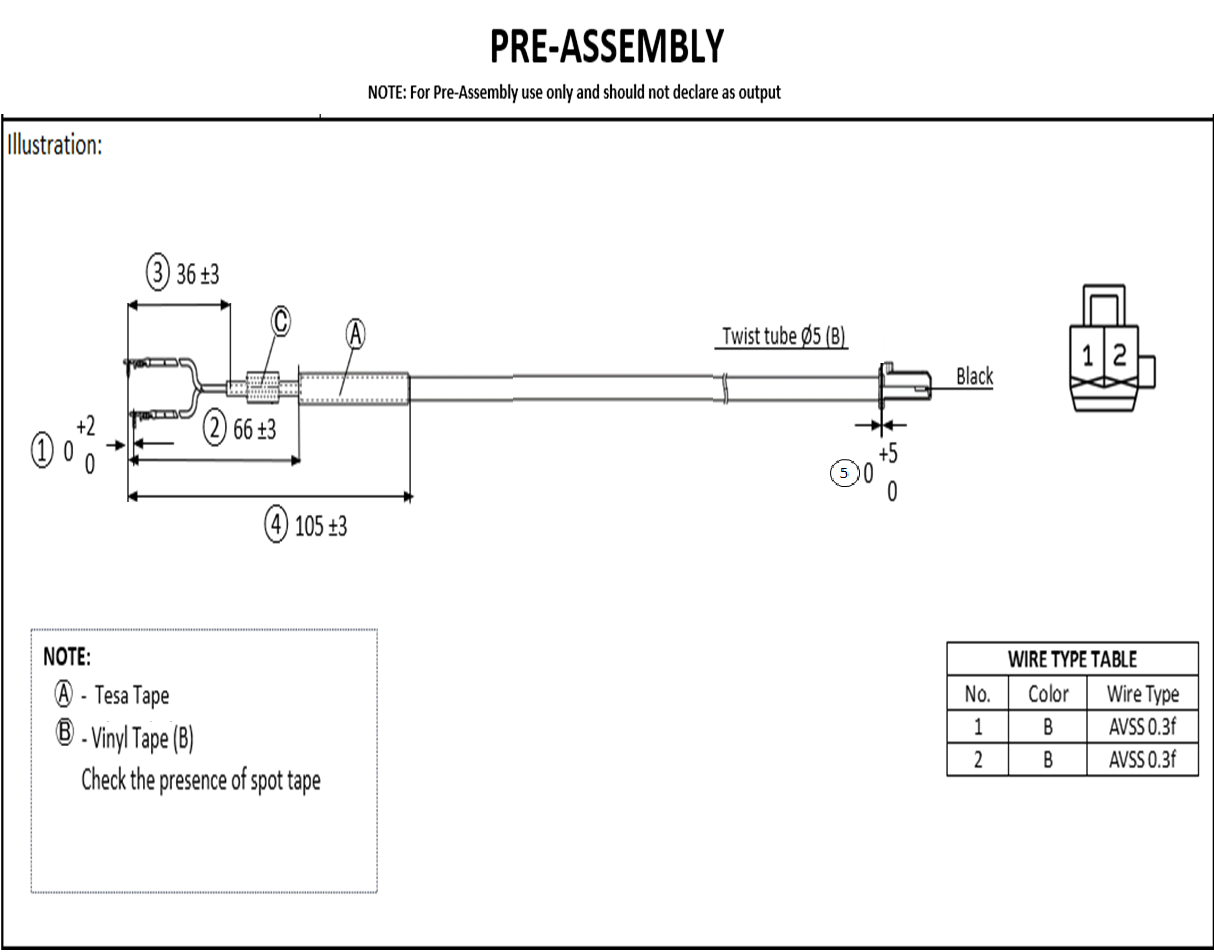 PRE-ASSEMBLY
NOTE: For Pre-Assembly use only and should not declare as output
Illustration:
③ 36 ±3
Ⓒ
Ⓐ
Twist tube Ø5 (B)
1 2
Black
② 66 ±3
① 0 +2 0
⑤ 0 +5 0
④ 105 ±3
NOTE:
Ⓐ - Tesa Tape
Ⓑ - Vinyl Tape (B)
Check the presence of spot tape
WIRE TYPE TABLE
No. Color Wire Type
1 B AVSS 0.3f
2 B AVSS 0.3f